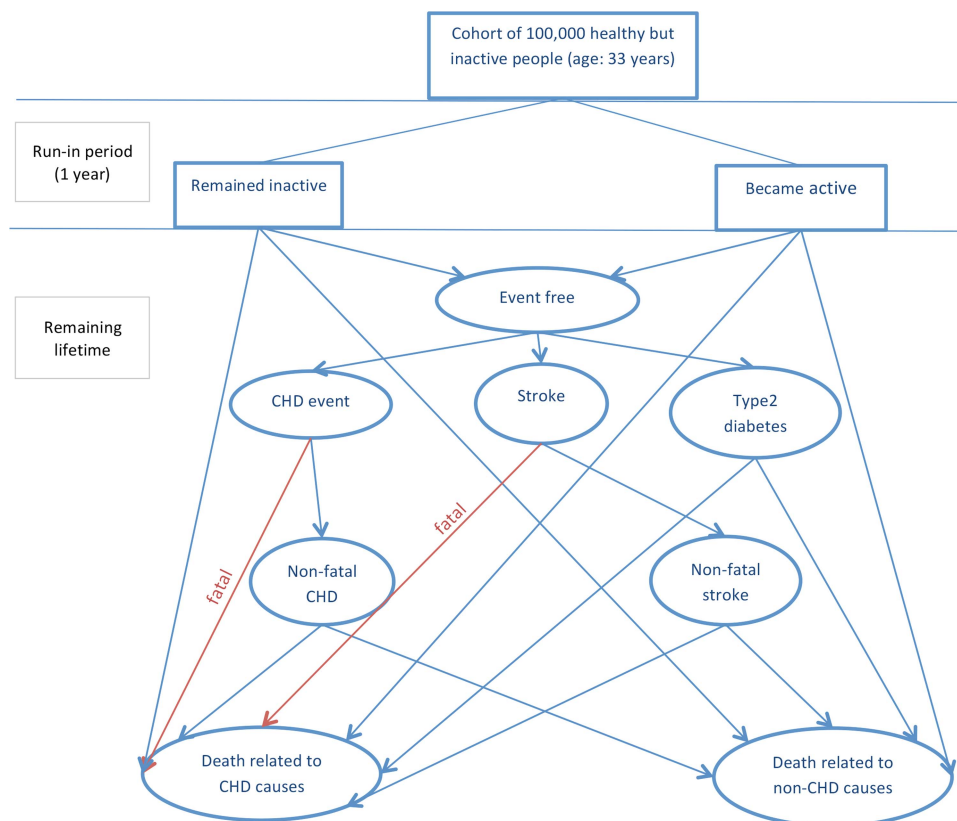 Cohort of 100,000 healthy but
inactive people (age: 33 years)
Run-in period
(1 year)
Remained inactive
Became active
Event free
Remaining
lifetime
CHD event
Stroke
Type2
diabetes
fatal
fatal
Non-fatal
CHD
Non-fatal
stroke
Death related to
CHD causes
Death related to
non-CHD causes